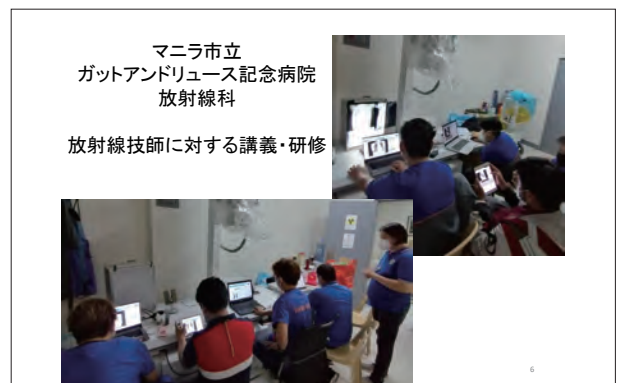 マニラ市立
ガットアンドリュース記念病院
放射線科
放射線技師に対する講義・研修
6